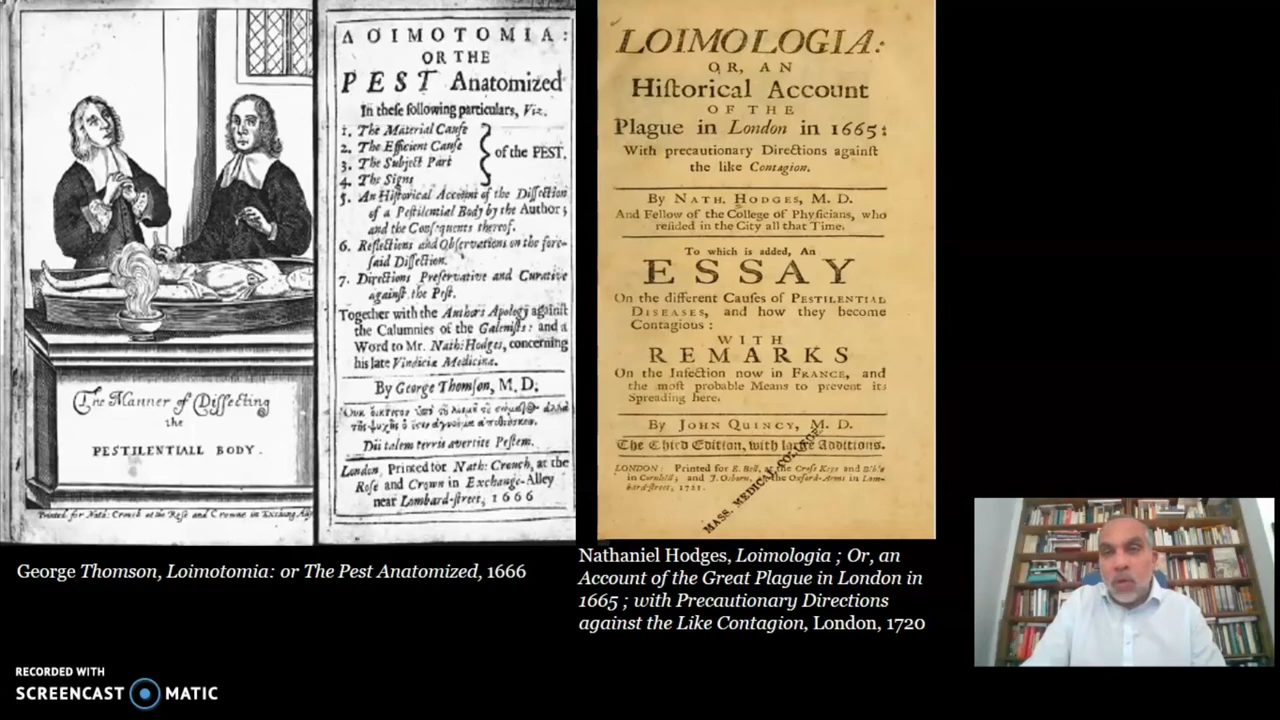 The Manner of Dissecting
the
PESTILENTIALL BODY.
Printed for Nath: Crouch at the Rose and Crowne in Exchang
ΛOIMOTOMIA:
OR THE
PEST Anatomized
In these following particulars, Viz.
1. The Material Cause
2. The Efficient Cause
3. The Subject Part
4. The Signs
of the PEST.
5. An Historical Account of the Dissection
of a Pestilential Body by the Author;
and the Consequents thereof.
6. Reflections and Observations on the fore-
said Dissection.
7. Directions Preservative and Curative
against the Pest.
Together with the Authors Apology against
the Calumnies of the Galenists: and a
Word to Mr. Nath: Hodges, concerning
his late Vindiciæ Medicinæ.
By George Thomson, M.D.
Dii talem terris avertite Pestem.
London, Printed for Nath: Crouch, at the
Rose and Crown in Exchange-Alley
near Lombard-street, 1666
LOIMOLOGIA:
OR, AN
Hiſtorical Account
OF THE
Plague in London in 1665:
With precautionary Directions againſt
the like Contagion.
By NATH. HODGES, M. D.
And Fellow of the College of Phyſicians, who
reſided in the City all that Time.
To which is added, An
ESSAY
On the different Cauſes of PESTILENTIAL
DISEASES, and how they become
Contagious:
WITH
REMARKS
On the Infection now in FRANCE, and
the moſt probable Means to prevent its
Spreading here.
By JOHN QUINCY, M. D.
The Third Edition, with large Additions.
LONDON: Printed for E. Bell, at the Croſs Keys and Bible
in Cornhill; and J. Osborn, at the Oxford-Arms in Lom-
bard-ſtreet, 1721.
MASS. MEDICAL COLLEGE
George Thomson, Loimotomia: or The Pest Anatomized, 1666
Nathaniel Hodges, Loimologia ; Or, an
Account of the Great Plague in London in
1665 ; with Precautionary Directions
against the Like Contagion, London, 1720
RECORDED WITH
SCREENCAST MATIC